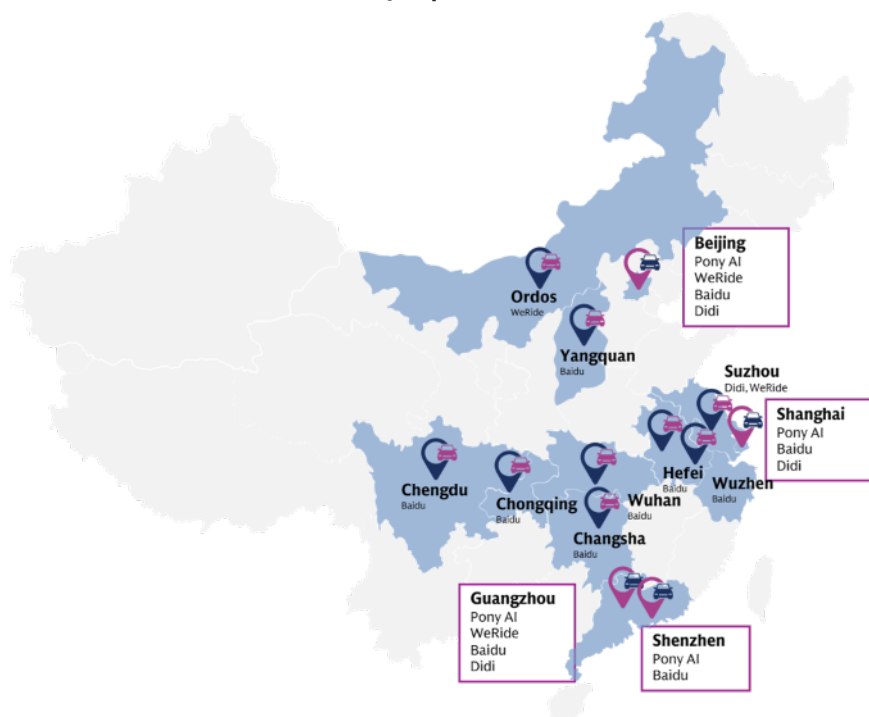 Beijing
Pony AI
WeRide
Baidu
Didi
Ordos
WeRide
Yangquan
Baidu
Suzhou
Didi, WeRide
Shanghai
Pony AI
Baidu
Didi
Hefei
Baidu
Wuzhen
Baidu
Chengdu
Baidu
Chongqing
Baidu
Wuhan
Baidu
Changsha
Baidu
Guangzhou
Pony AI
WeRide
Baidu
Didi
Shenzhen
Pony AI
Baidu